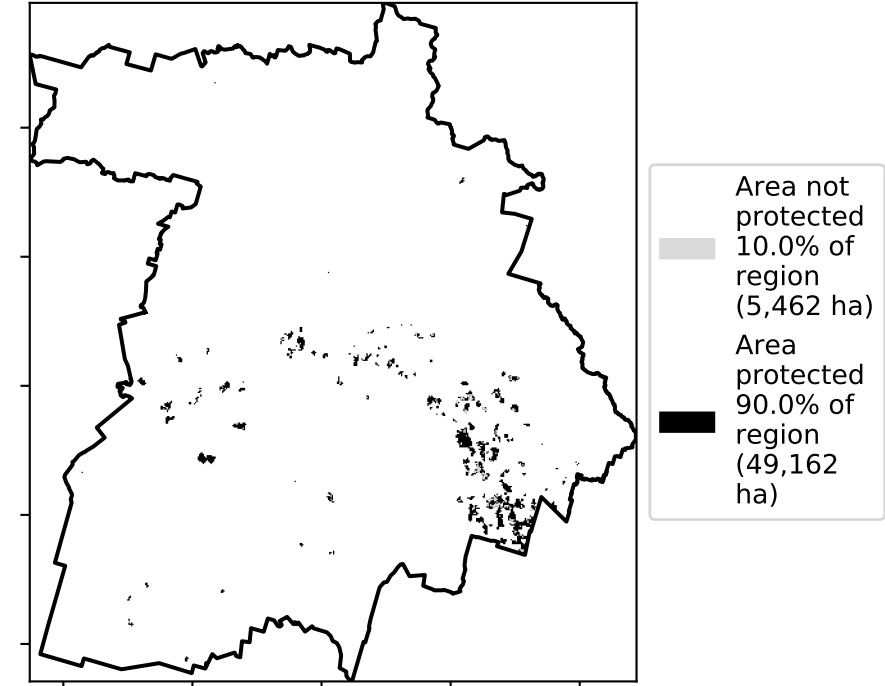 Area not
protected
10.0% of
region
(5,462 ha)
Area
protected
90.0% of
region
(49,162
ha)